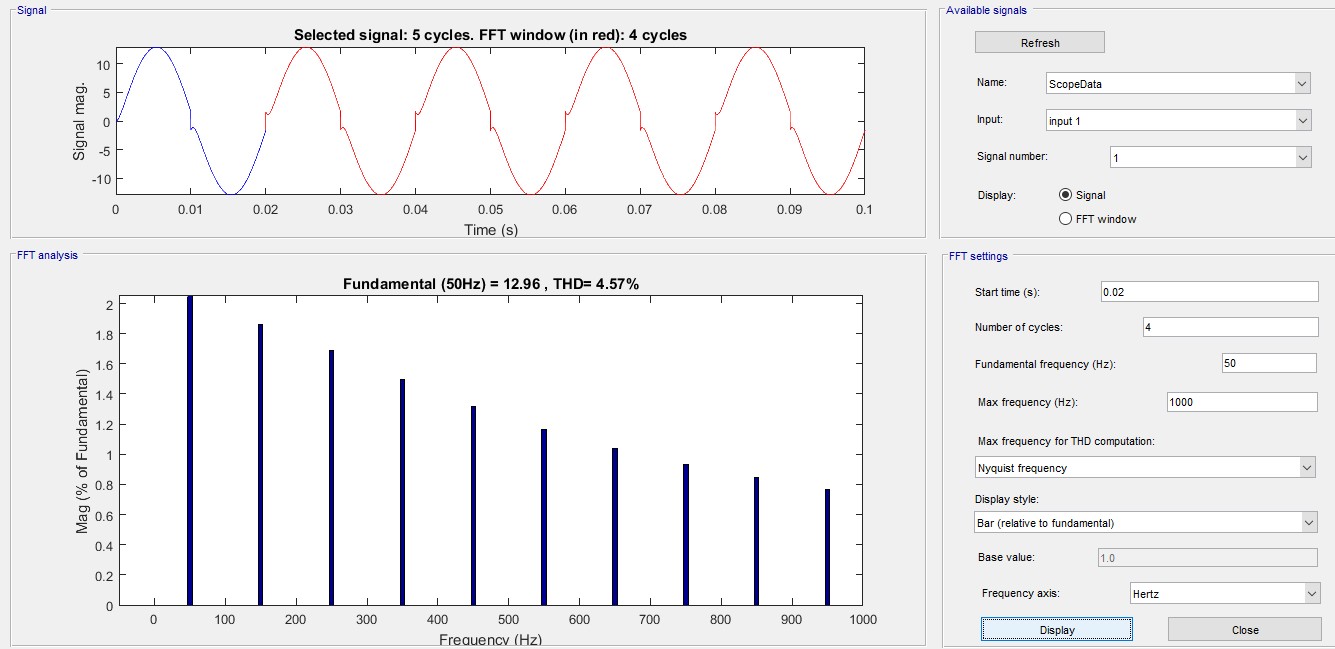 Signal
Selected signal: 5 cycles. FFT window (in red): 4 cycles
Signal mag.
10
5
0
-5
-10
0 0.01 0.02 0.03 0.04 0.05 0.06 0.07 0.08 0.09 0.1
Time (s)
FFT analysis
Fundamental (50Hz) = 12.96 , THD= 4.57%
Mag (% of Fundamental)
2
1.8
1.6
1.4
1.2
1
0.8
0.6
0.4
0.2
0
0 100 200 300 400 500 600 700 800 900 1000
Frequency (Hz)
Available signals
Refresh
Name: ScopeData
Input: input 1
Signal number: 1
Display: Signal
FFT window
FFT settings
Start time (s): 0.02
Number of cycles: 4
Fundamental frequency (Hz): 50
Max frequency (Hz): 1000
Max frequency for THD computation:
Nyquist frequency
Display style:
Bar (relative to fundamental)
Base value: 1.0
Frequency axis: Hertz
Display Close